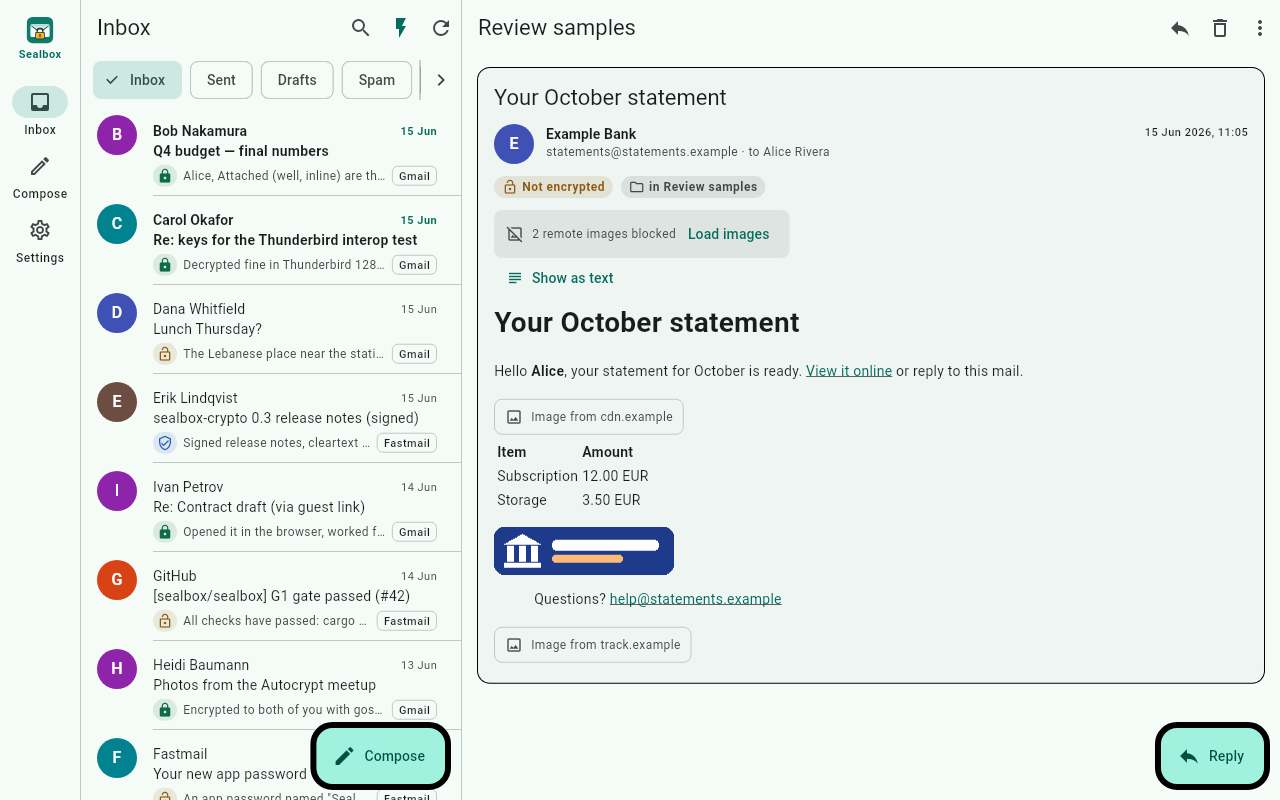 Sealbox
Inbox
Compose
Settings
Inbox
Inbox
Sent
Drafts
Spam
B
Bob Nakamura
15 Jun
Q4 budget — final numbers
Alice, Attached (well, inline) are th...
Gmail
C
Carol Okafor
15 Jun
Re: keys for the Thunderbird interop test
Decrypted fine in Thunderbird 128...
Gmail
D
Dana Whitfield
15 Jun
Lunch Thursday?
The Lebanese place near the stati...
Gmail
E
Erik Lindqvist
15 Jun
sealbox-crypto 0.3 release notes (signed)
Signed release notes, cleartext ...
Fastmail
I
Ivan Petrov
14 Jun
Re: Contract draft (via guest link)
Opened it in the browser, worked f...
Gmail
G
GitHub
14 Jun
[sealbox/sealbox] G1 gate passed (#42)
All checks have passed: cargo ...
Fastmail
H
Heidi Baumann
13 Jun
Photos from the Autocrypt meetup
Encrypted to both of you with gos...
Gmail
F
Fastmail
Your new app password
An app password named "Seal
Fastmail
Compose
Review samples
Your October statement
E
Example Bank
15 Jun 2026, 11:05
statements@statements.example · to Alice Rivera
Not encrypted
in Review samples
2 remote images blocked
Load images
Show as text
Your October statement
Hello Alice, your statement for October is ready. View it online or reply to this mail.
Image from cdn.example
Item Amount
Subscription 12.00 EUR
Storage 3.50 EUR
Questions? help@statements.example
Image from track.example
Reply